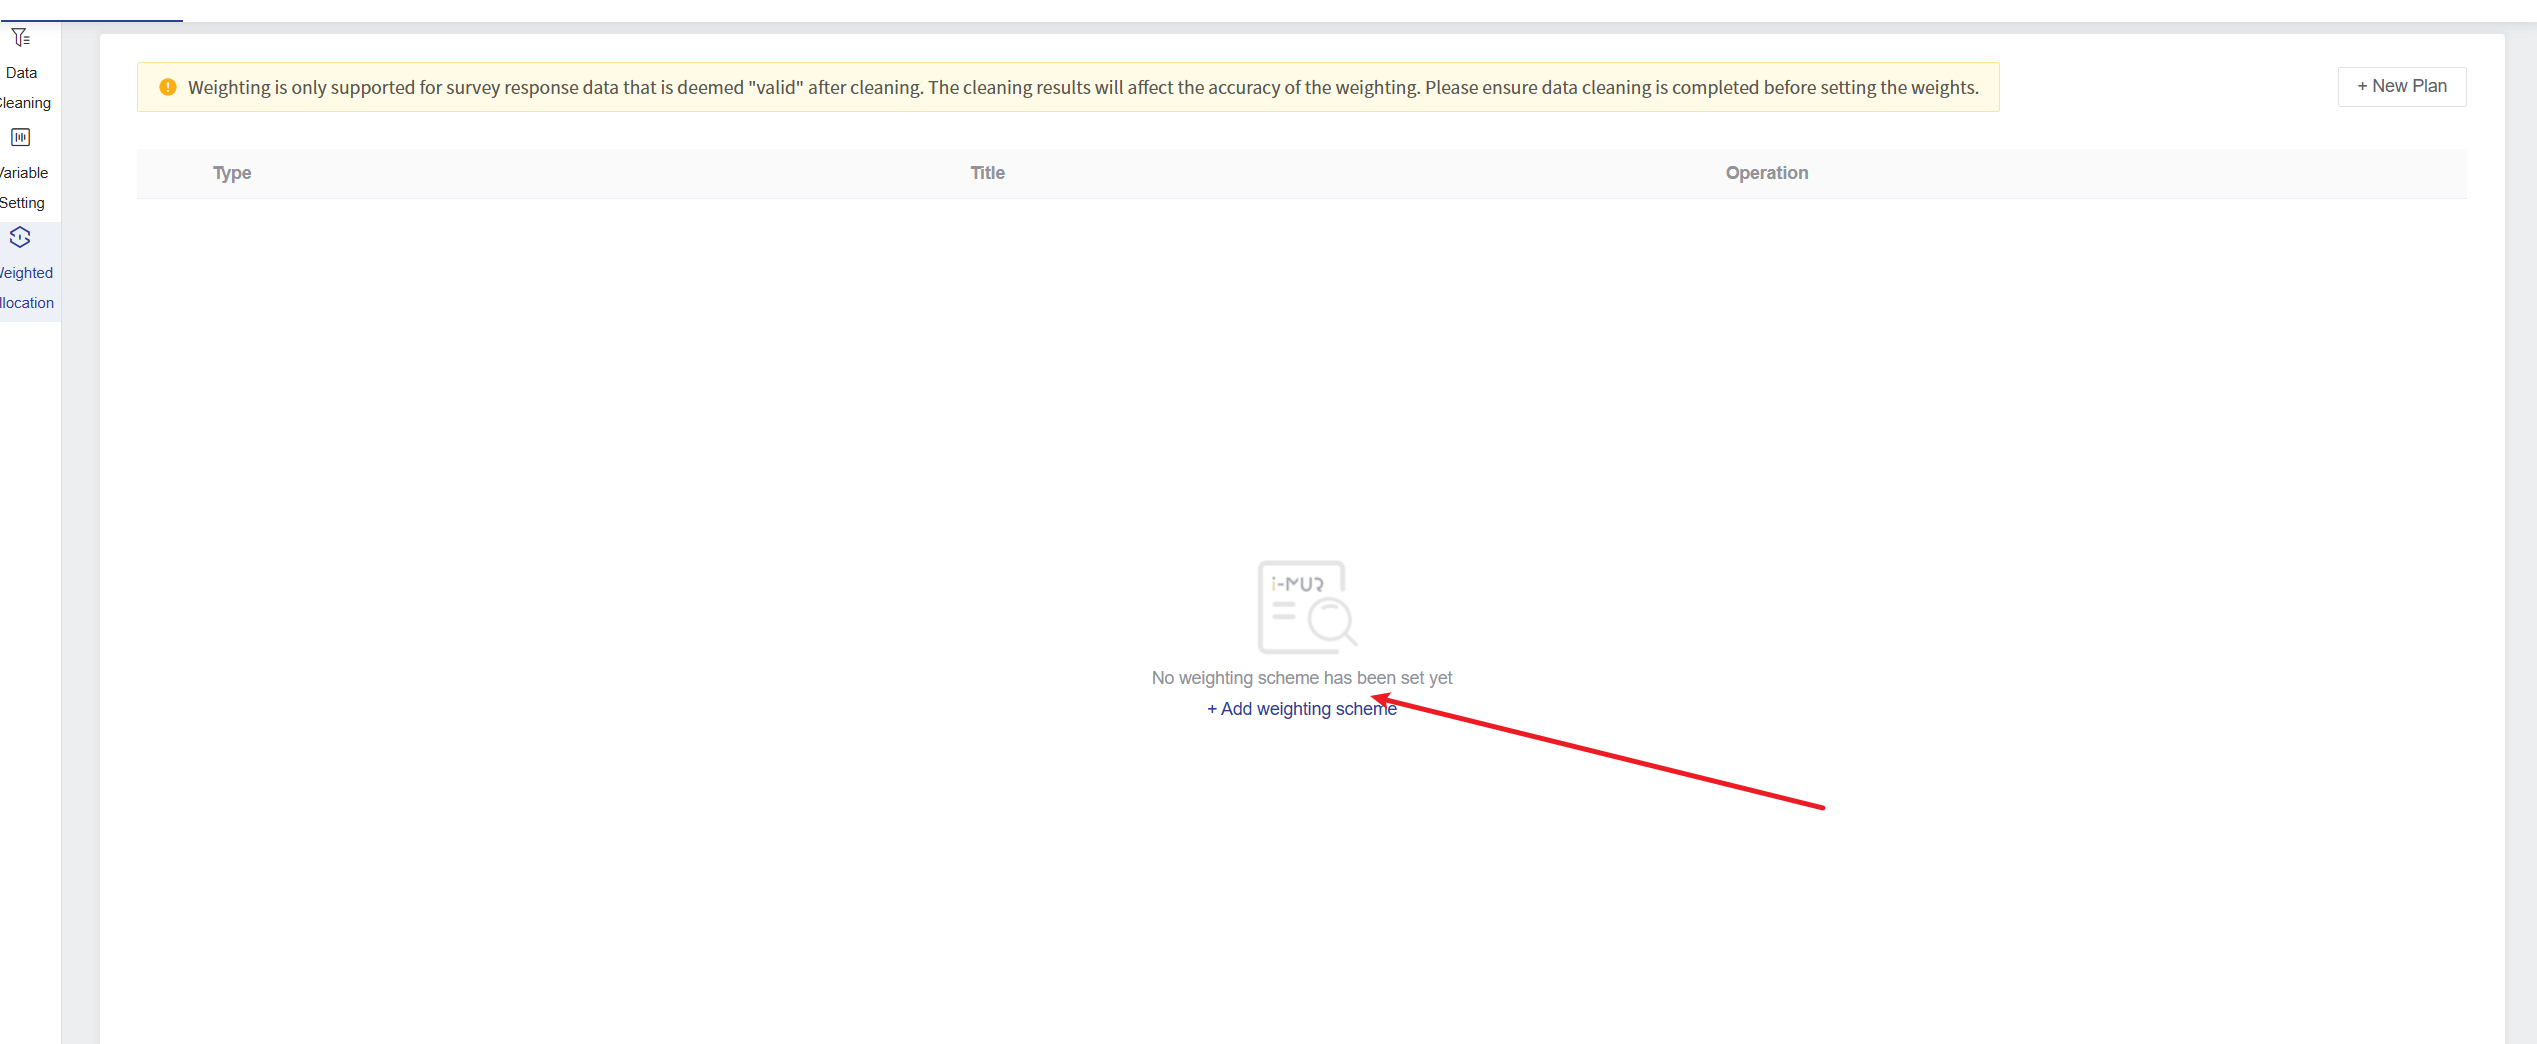 Data
Cleaning
Variable
Setting
Weighted
llocation
Weighting is only supported for survey response data that is deemed "valid" after cleaning. The cleaning results will affect the accuracy of the weighting. Please ensure data cleaning is completed before setting the weights.
+ New Plan
Type Title Operation
i-MUR
No weighting scheme has been set yet
+ Add weighting scheme